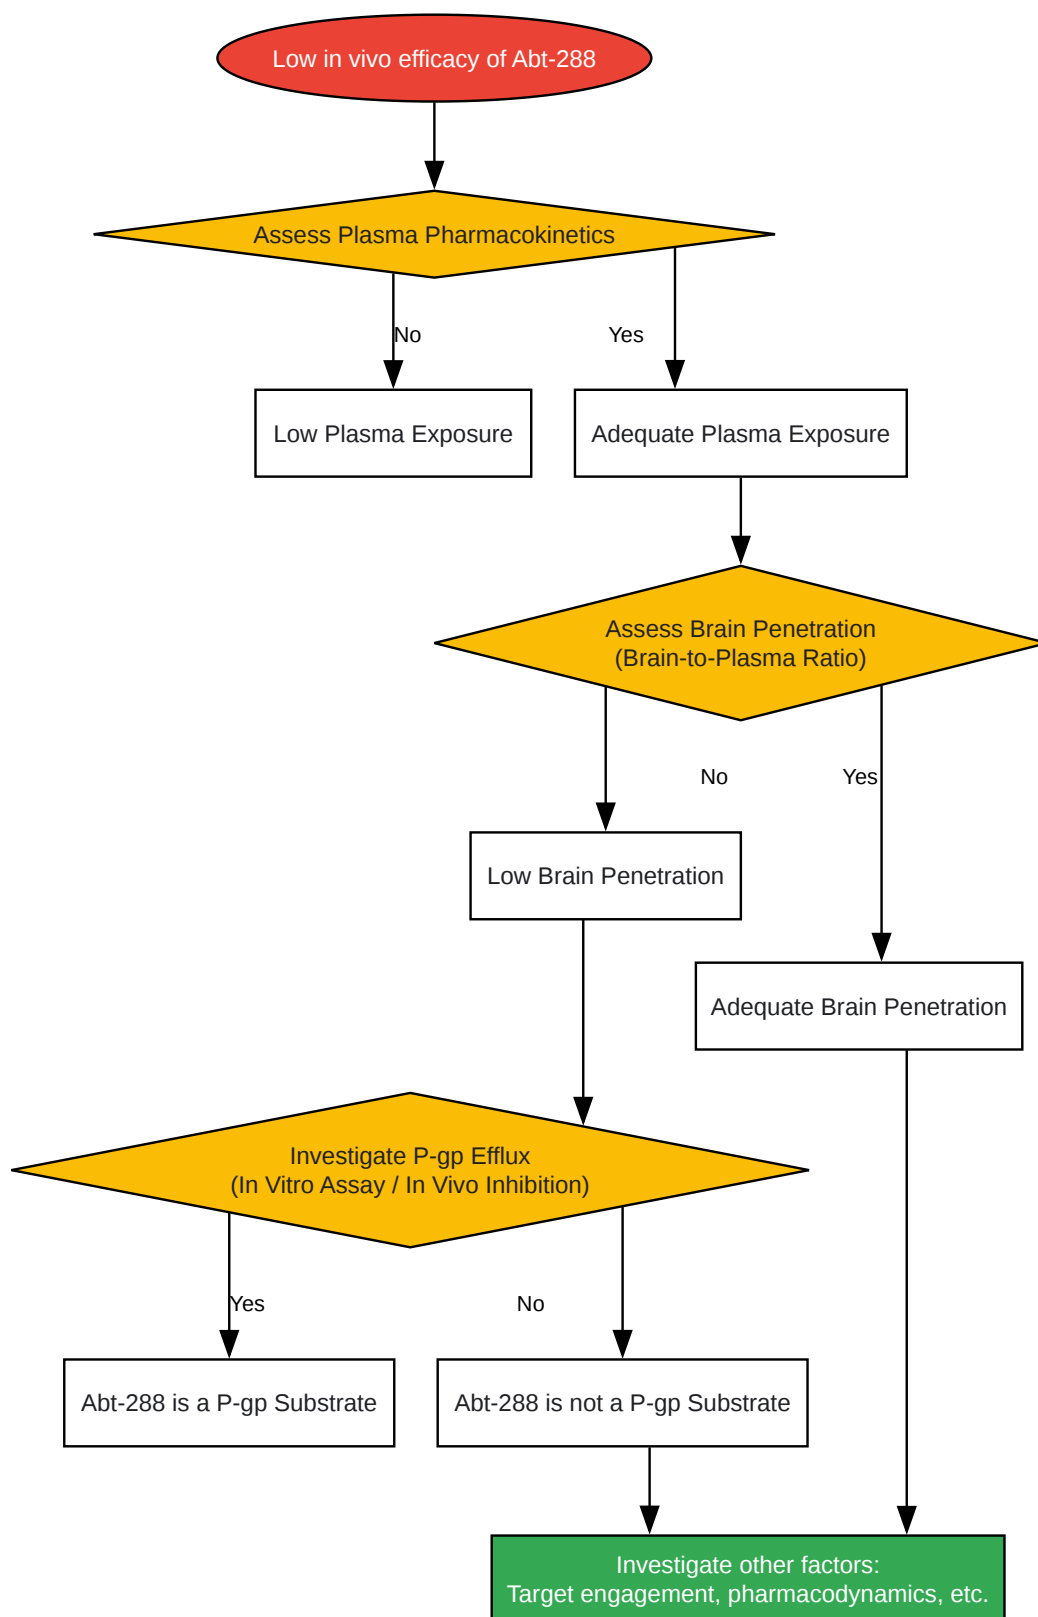 Low in vivo efficacy of Abt-288
Assess Plasma Pharmacokinetics
No
Yes
Low Plasma Exposure
Adequate Plasma Exposure
Assess Brain Penetration
(Brain-to-Plasma Ratio)
No
Yes
Low Brain Penetration
Adequate Brain Penetration
Investigate P-gp Efflux
(In Vitro Assay / In Vivo Inhibition)
Yes
No
Abt-288 is a P-gp Substrate
Abt-288 is not a P-gp Substrate
Investigate other factors:
Target engagement, pharmacodynamics, etc.